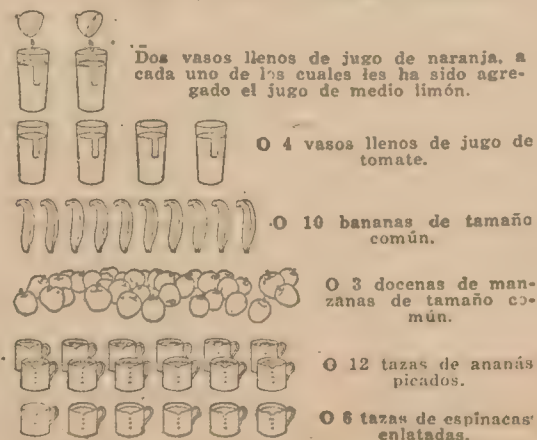 Dos vasos llenos de jugo de naranja, a
cada uno de los cuales les ha sido agre-
gado el jugo de medio limón.
O 4 vasos llenos de jugo de
tomate.
O 10 bananas de tamaño
común.
O 3 docenas de man-
zanas de tamaño co-
mún.
O 12 tazas de ananás
picados.
O 6 tazas de espinacas
enlatadas.